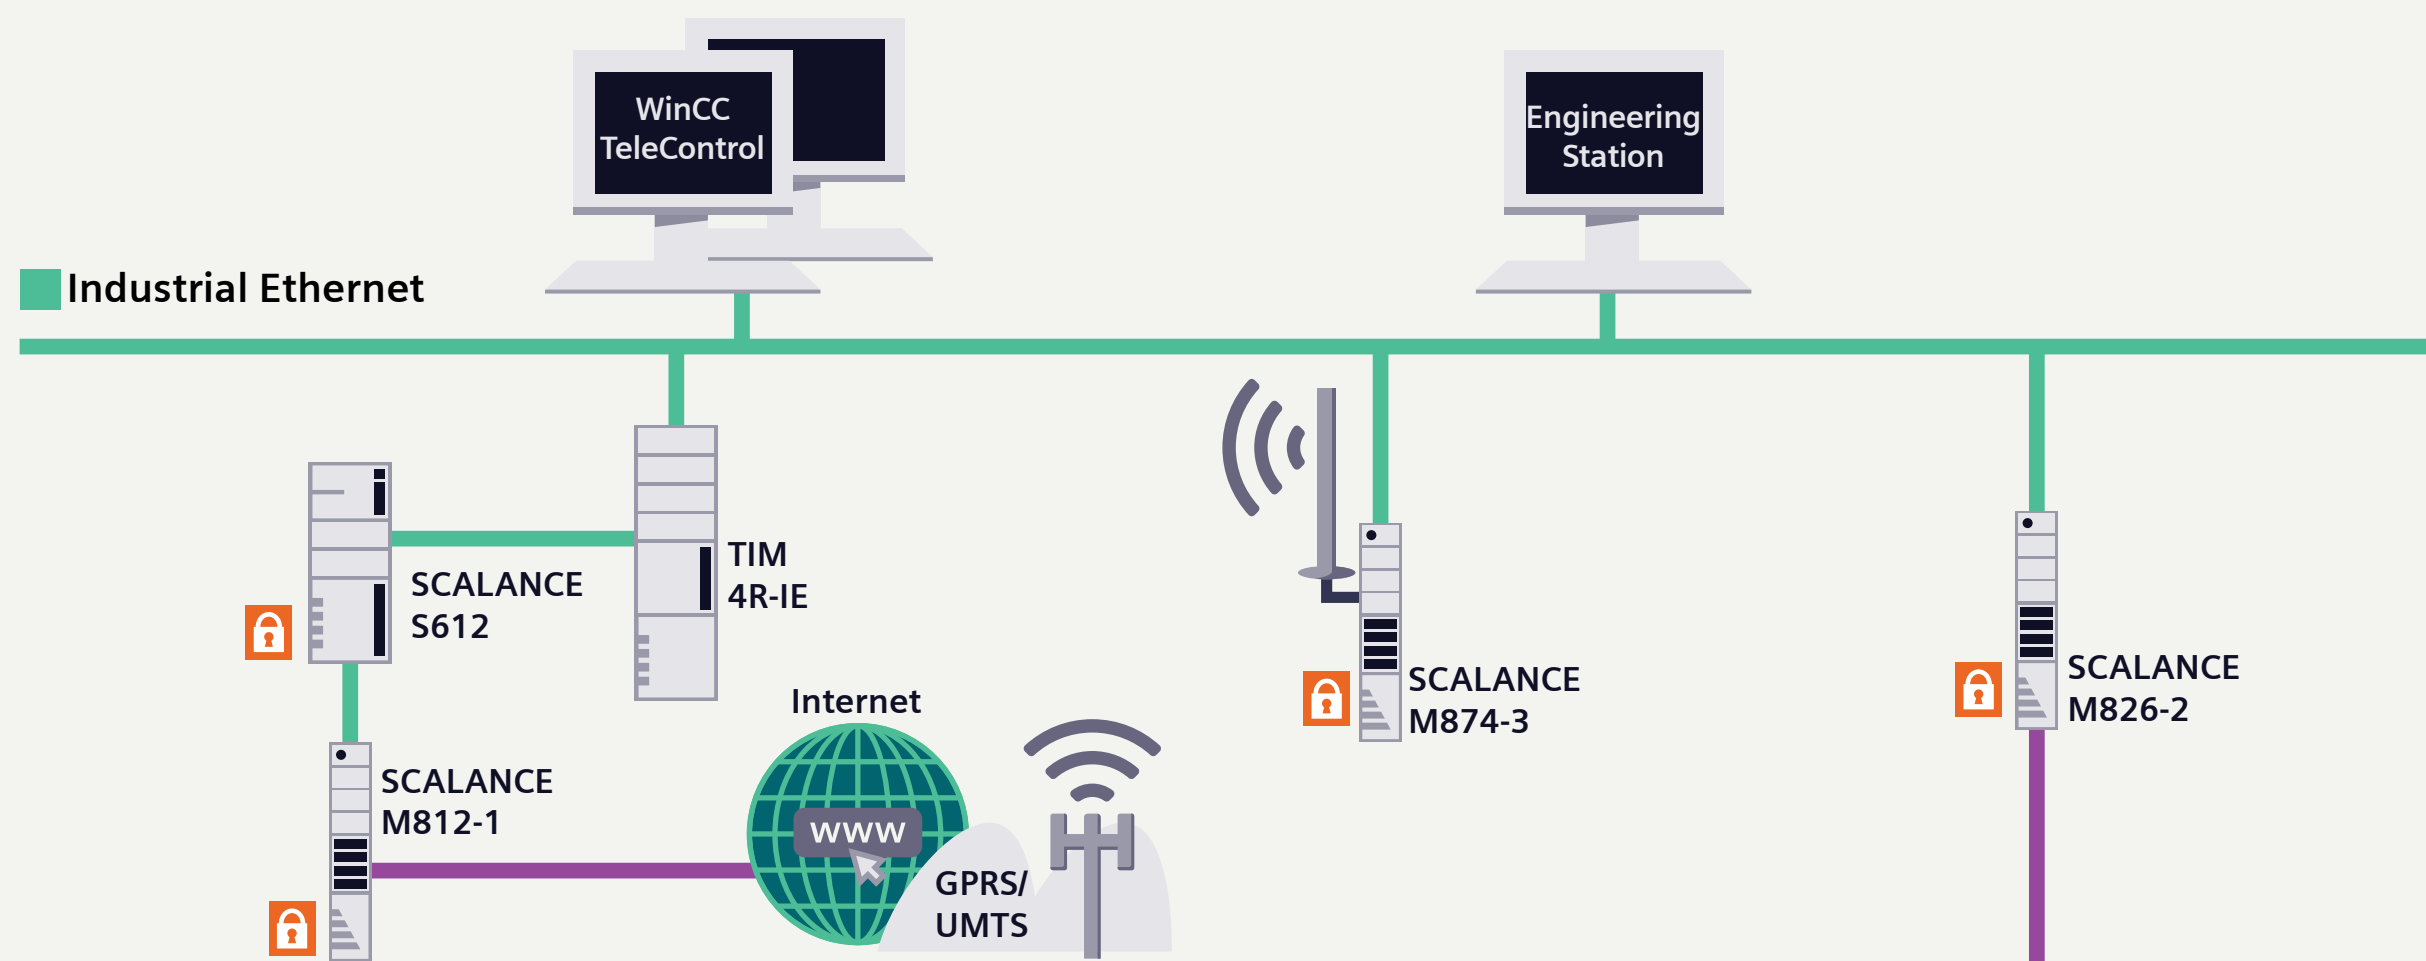 WinCC
TeleControl
Engineering
Station
Industrial Ethernet
TIM
4R-IE
SCALANCE
S612
SCALANCE
M874-3
SCALANCE
M826-2
Internet
SCALANCE
M812-1
www
GPRS/
UMTS